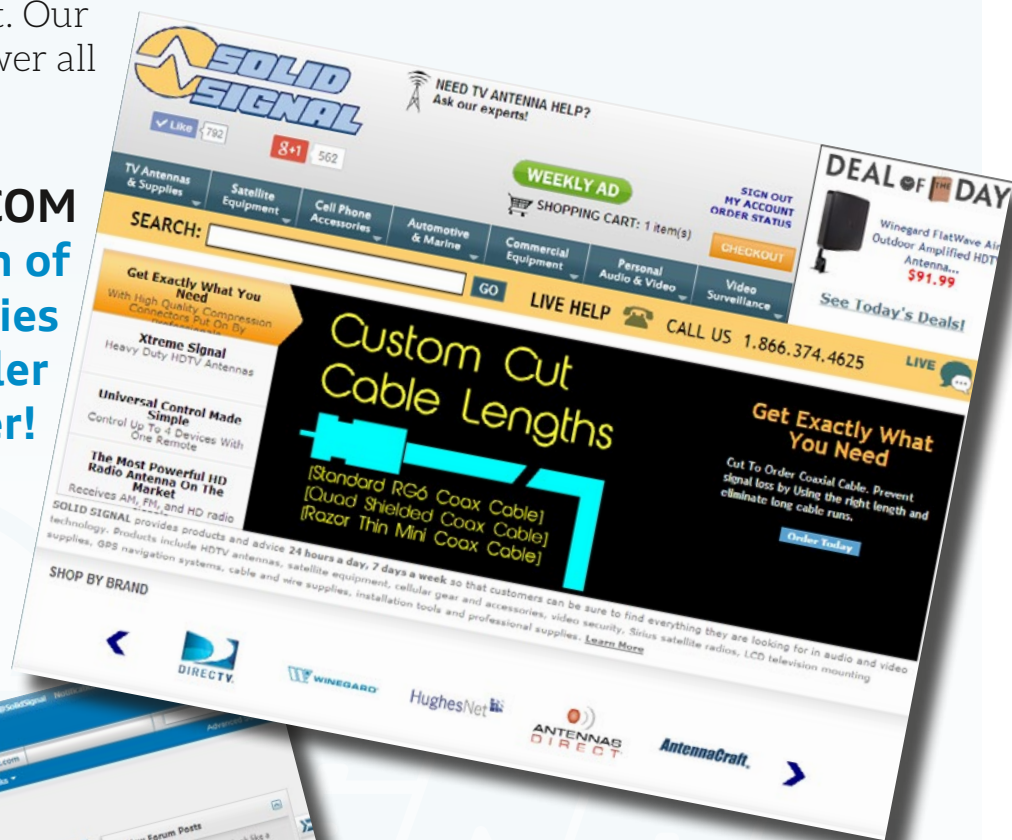 t. Our
wer all
COM
n of
ies
ler
er!
SOLID
SIGNAL
Like 792
g+1 562
NEED TV ANTENNA HELP?
Ask our experts!
WEEKLY AD
SHOPPING CART: 1 item(s)
SIGN OUT
MY ACCOUNT
ORDER STATUS
CHECKOUT
DEAL OF THE DAY
Winegard FlatWave Air
Outdoor Amplified HDTV
Antenna...
$91.99
See Today's Deals!
TV Antennas
& Supplies
Satellite
Equipment
Cell Phone
Accessories
Automotive
& Marine
Commercial
Equipment
Personal
Audio & Video
Video
Surveillance
SEARCH:
GO
LIVE HELP
CALL US 1.866.374.4625
LIVE
Get Exactly What You
Need
With High Quality Compression
Connectors Put On By
Professionals
Xtreme Signal
Heavy Duty HDTV Antennas
Universal Control Made
Simple
Control Up To 4 Devices With
One Remote
The Most Powerful HD
Radio Antenna On The
Market
Receives AM, FM, and HD radio
Custom Cut
Cable Lengths
[Standard RG6 Coax Cable]
[Quad Shielded Coax Cable]
[Razor Thin Mini Coax Cable]
Get Exactly What
You Need
Cut To Order Coaxial Cable. Prevent
signal loss by Using the right length and
eliminate long cable runs.
Order Today
SOLID SIGNAL provides products and advice 24 hours a day, 7 days a week so that customers can be sure to find everything they are looking for in audio and video
technology. Products include HDTV antennas, satellite equipment, cellular gear and accessories, video security, Sirius satellite radios, LCD television mounting
supplies, GPS navigation systems, cable and wire supplies, installation tools and professional supplies. Learn More
SHOP BY BRAND
DIRECTV.
WINEGARD
HughesNet
ANTENNAS
DIRECT
AntennaCraft
@SolidSignal
Advanced
.com
Forum Posts